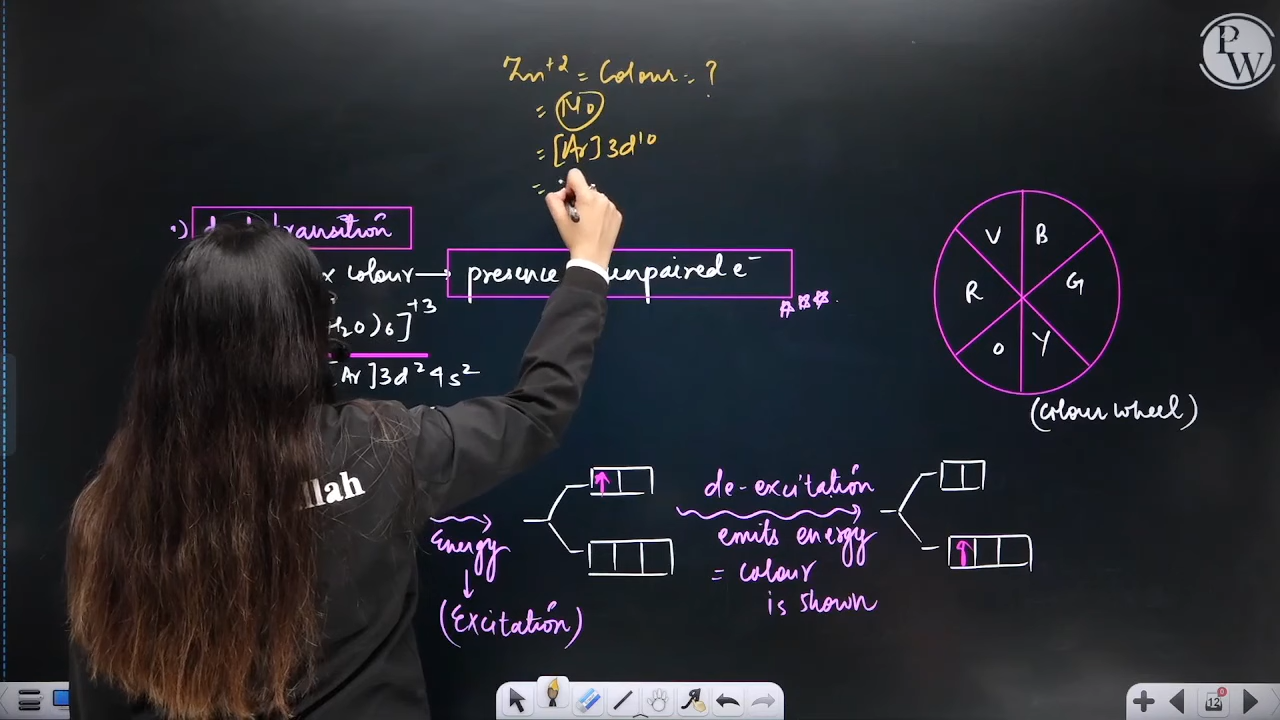 P
W
Zn+2 = Colour = ?
= No
= [Ar] 3d10
=
transition
x colour → presence unpaired e-
H2O)6]+3
[Ar] 3d2 4s2
V B
R G
O Y
(Colour wheel)
llah
Energy
(Excitation)
de-excitation
emits energy
= colour
is shown
12